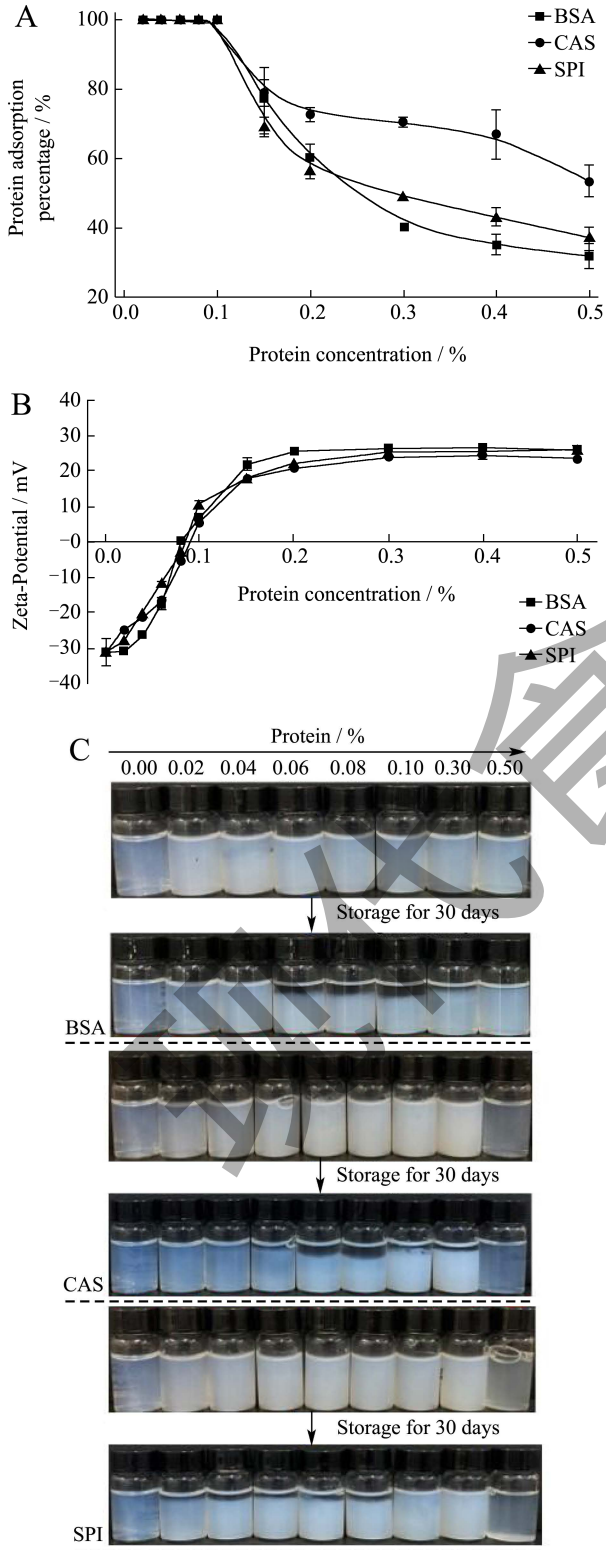 A
100
80
60
40
20
Protein adsorption
percentage / %
BSA
CAS
SPI
0.0 0.1 0.2 0.3 0.4 0.5
Protein concentration / %
B
40
30
20
10
−0
−10
−20
−30
−40
Zeta-Potential / mV
0.0 0.1 0.2 0.3 0.4 0.5
Protein concentration / %
BSA
CAS
SPI
C
Protein / %
0.00 0.02 0.04 0.06 0.08 0.10 0.30 0.50
Storage for 30 days
BSA
Storage for 30 days
CAS
Storage for 30 days
SPI
现代食